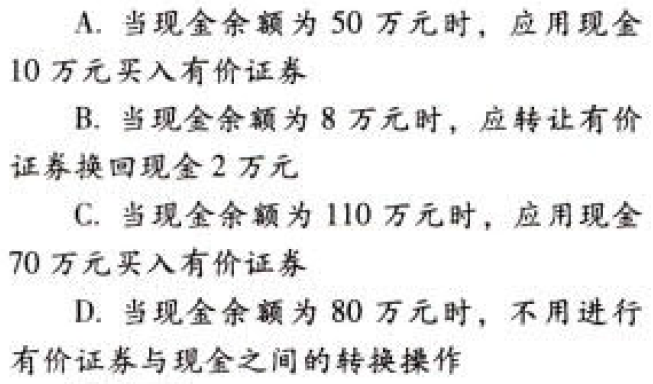 A. 当现金余额为 50 万元时，应用现金
10 万元买入有价证券
B. 当现金余额为 8 万元时，应转让有价
证券换回现金 2 万元
C. 当现金余额为 110 万元时，应用现金
70 万元买入有价证券
D. 当现金余额为 80 万元时，不用进行
有价证券与现金之间的转换操作